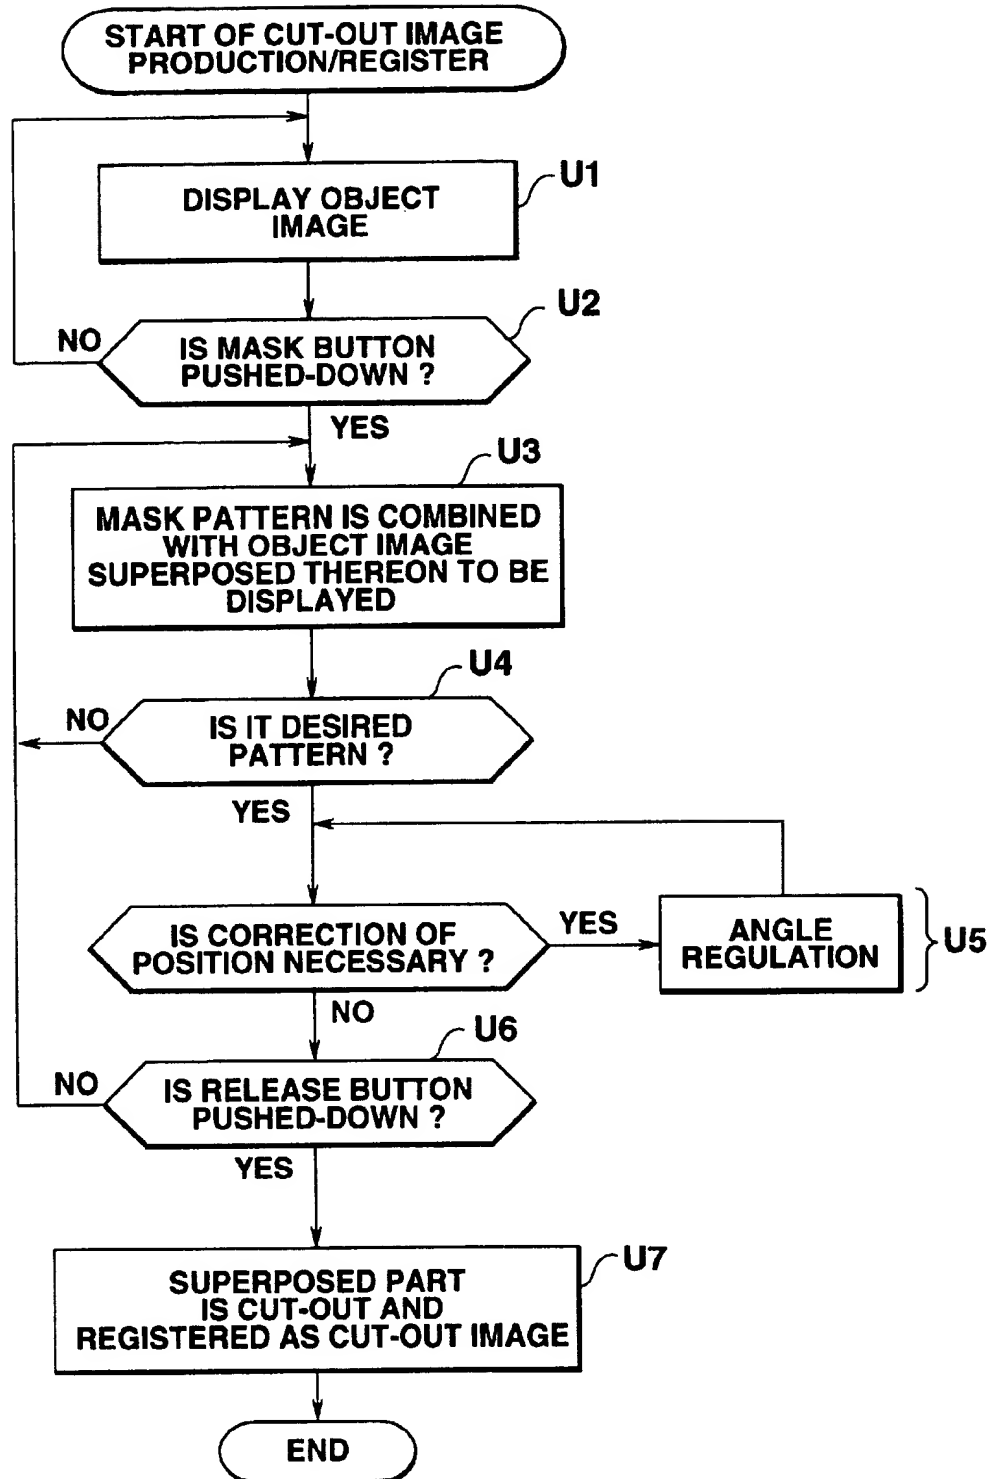 START OF CUT-OUT IMAGE
PRODUCTION/REGISTER
DISPLAY OBJECT
IMAGE
U1
U2
NO
IS MASK BUTTON
PUSHED-DOWN ?
YES
U3
MASK PATTERN IS COMBINED
WITH OBJECT IMAGE
SUPERPOSED THEREON TO BE
DISPLAYED
U4
NO
IS IT DESIRED
PATTERN ?
YES
IS CORRECTION OF
POSITION NECESSARY ?
YES
ANGLE
REGULATION
U5
NO
U6
NO
IS RELEASE BUTTON
PUSHED-DOWN ?
YES
U7
SUPERPOSED PART
IS CUT-OUT AND
REGISTERED AS CUT-OUT IMAGE
END